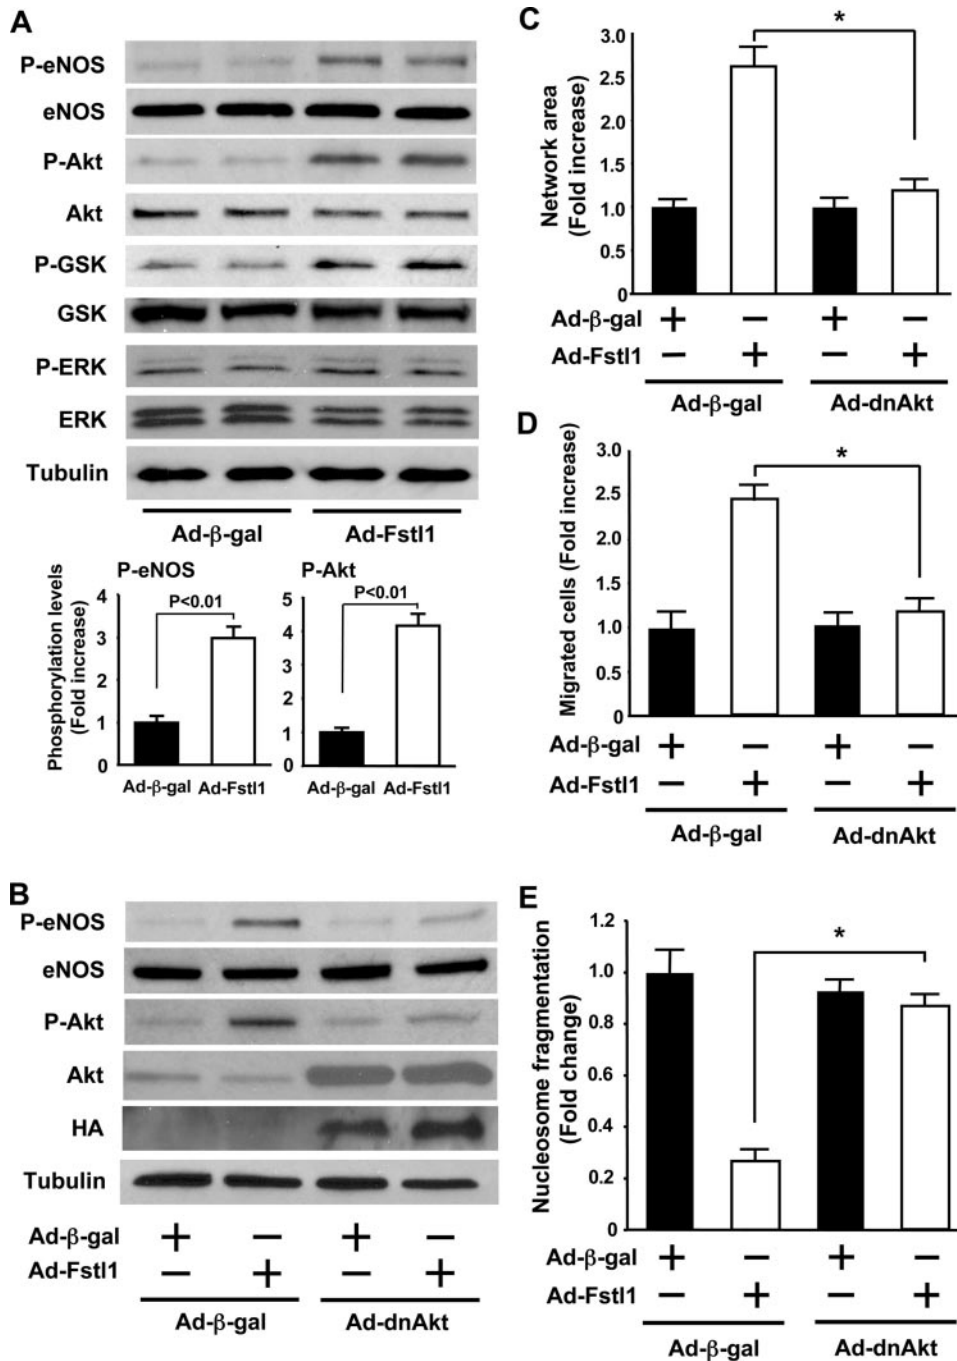 A
P-eNOS
eNOS
P-Akt
Akt
P-GSK
GSK
P-ERK
ERK
Tubulin
Ad-β-gal Ad-Fstl1
P-eNOS P-Akt
Phosphorylation levels
(Fold increase)
4
3
2
1
0
P<0.01
Ad-β-gal Ad-Fstl1
5
4
3
2
1
0
P<0.01
Ad-β-gal Ad-Fstl1
B
P-eNOS
eNOS
P-Akt
Akt
HA
Tubulin
Ad-β-gal + − + −
Ad-Fstl1 − + − +
Ad-β-gal Ad-dnAkt
C
Network area
(Fold increase)
3.0
2.5
2.0
1.5
1.0
0.5
0
*
Ad-β-gal + − + −
Ad-Fstl1 − + − +
Ad-β-gal Ad-dnAkt
D
Migrated cells (Fold increase)
3.0
2.5
2.0
1.5
1.0
0.5
0
*
Ad-β-gal + − + −
Ad-Fstl1 − + − +
Ad-β-gal Ad-dnAkt
E
Nucleosome fragmentation
(Fold change)
1.2
1.0
0.8
0.6
0.4
0.2
0
*
Ad-β-gal + − + −
Ad-Fstl1 − + − +
Ad-β-gal Ad-dnAkt